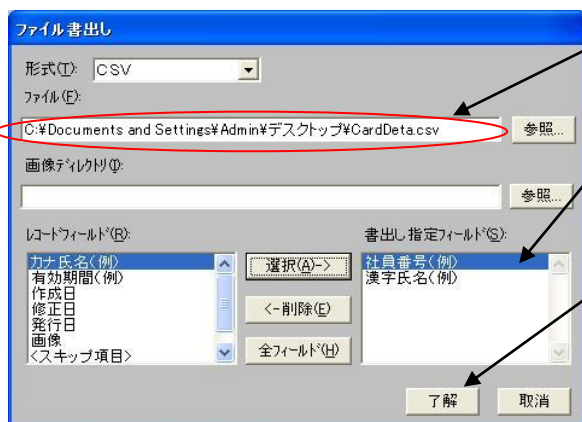 ファイル書出し
形式(T): CSV
ファイル(F):
C:¥Documents and Settings¥Admin¥デスクトップ¥CardDeta.csv 参照...
画像ディレクトリ(I):
参照...
レコードフィールド(R): 書出し指定フィールド(S):
カナ氏名(例) 選択(A)-> 社員番号(例)
有効期間(例) 漢字氏名(例)
作成日
修正日 <-削除(E)
発行日
画像 全フィールド(H)
<スキップ項目>
了解 取消